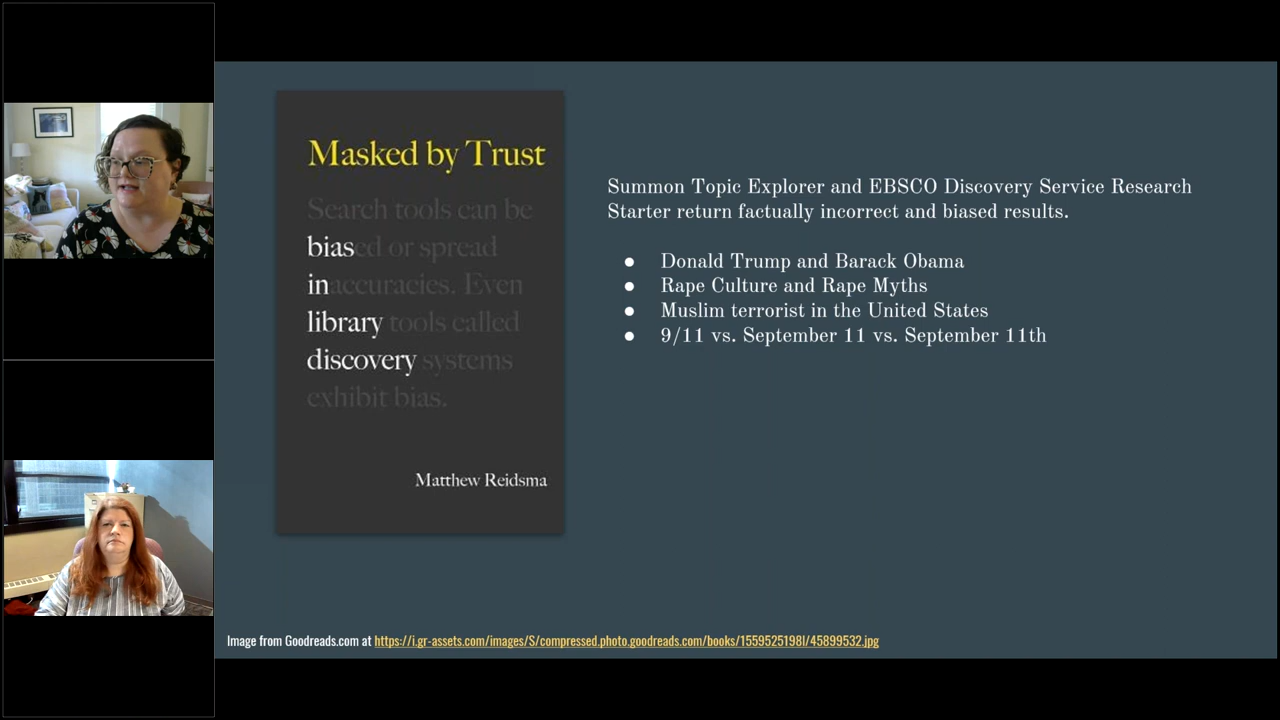 Masked by Trust
Search tools can be
biased or spread
inaccuracies. Even
library tools called
discovery systems
exhibit bias.
Matthew Reidsma
Summon Topic Explorer and EBSCO Discovery Service Research
Starter return factually incorrect and biased results.
● Donald Trump and Barack Obama
● Rape Culture and Rape Myths
● Muslim terrorist in the United States
● 9/11 vs. September 11 vs. September 11th
Image from Goodreads.com at https://i.gr-assets.com/images/S/compressed.photo.goodreads.com/books/1559525198l/45899532.jpg